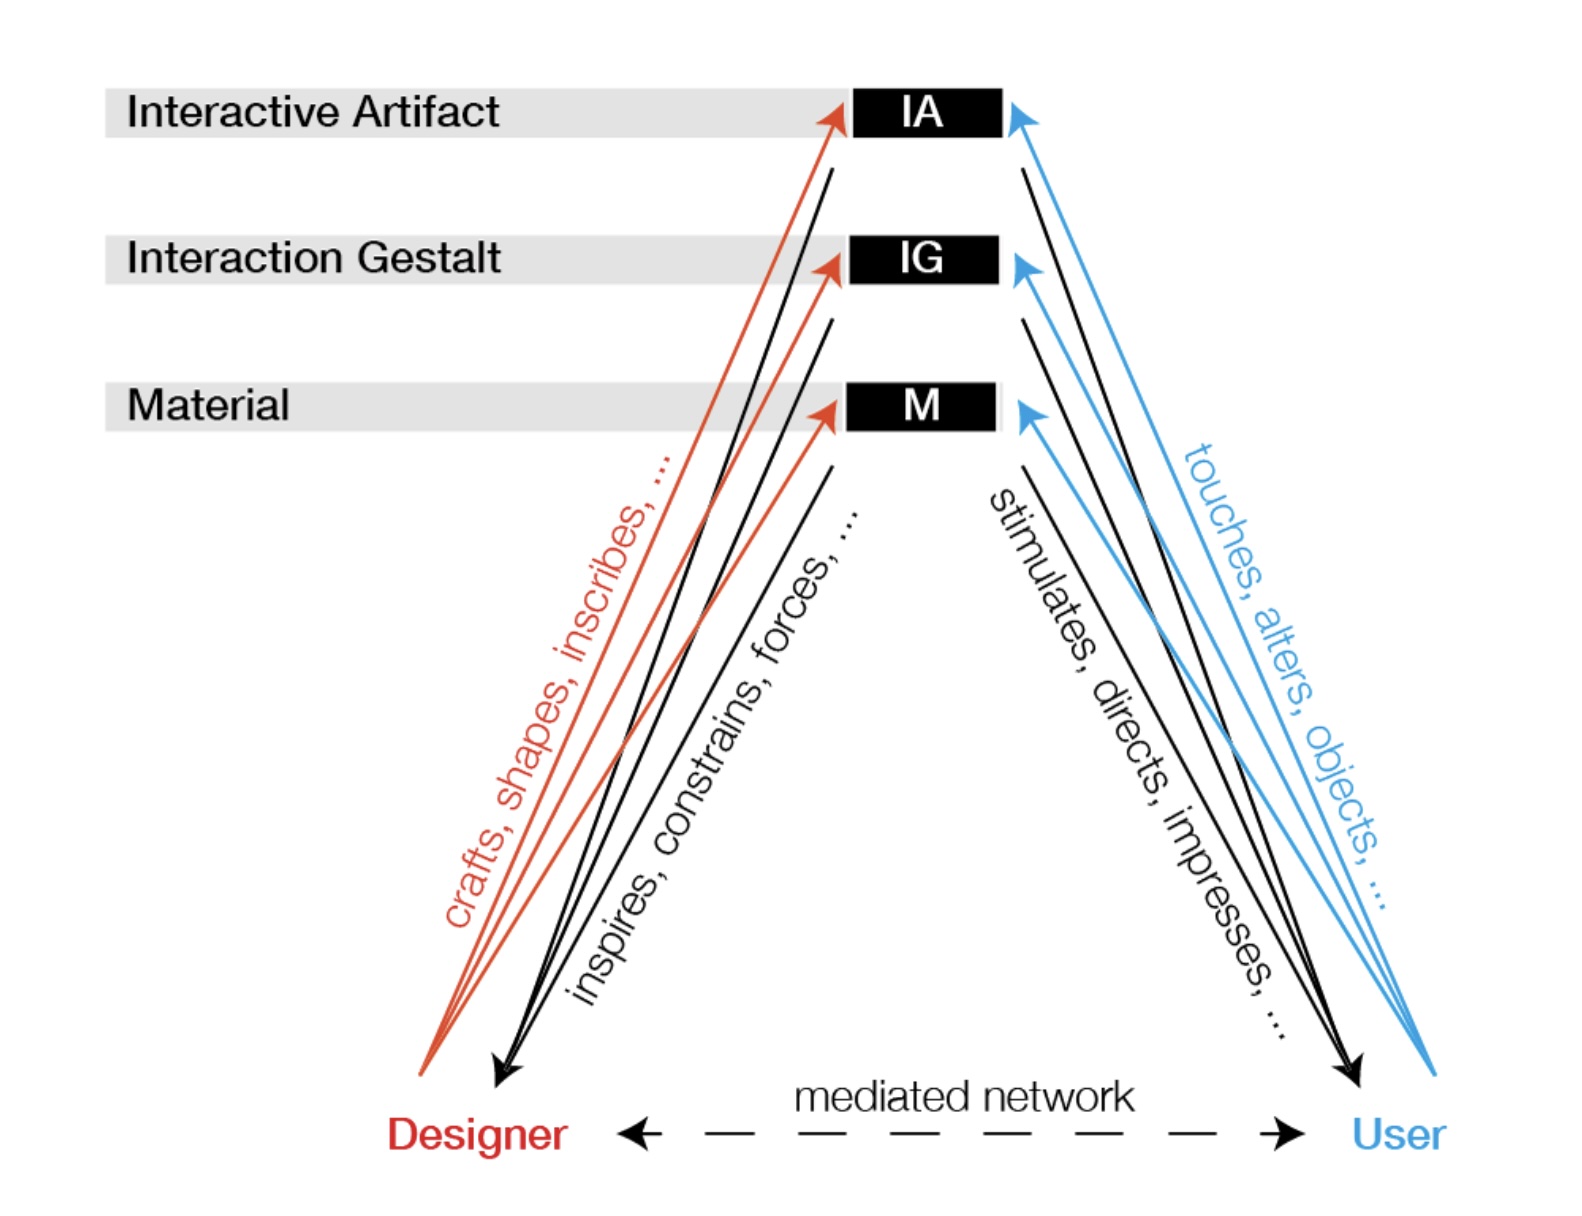 Interactive Artifact
IA
Interaction Gestalt
IG
Material
M
crafts, shapes, inscribes, ...
inspires, constrains, forces, ...
stimulates, directs, impresses, ...
touches, alters, objects, ...
mediated network
Designer
User